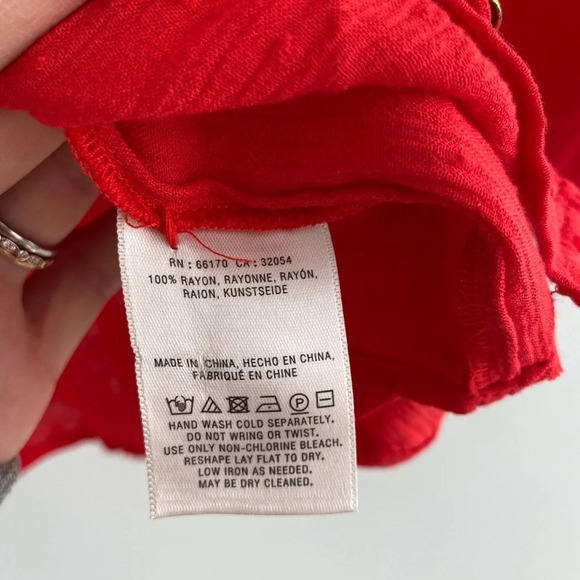 RN : 66170 CA : 32054
100% RAYON, RAYONNE, RAYÓN,
RAION, KUNSTSEIDE
MADE IN CHINA, HECHO EN CHINA,
FABRIQUÉ EN CHINE
P
HAND WASH COLD SEPARATELY.
DO NOT WRING OR TWIST.
USE ONLY NON-CHLORINE BLEACH.
RESHAPE LAY FLAT TO DRY.
LOW IRON AS NEEDED.
MAY BE DRY CLEANED.